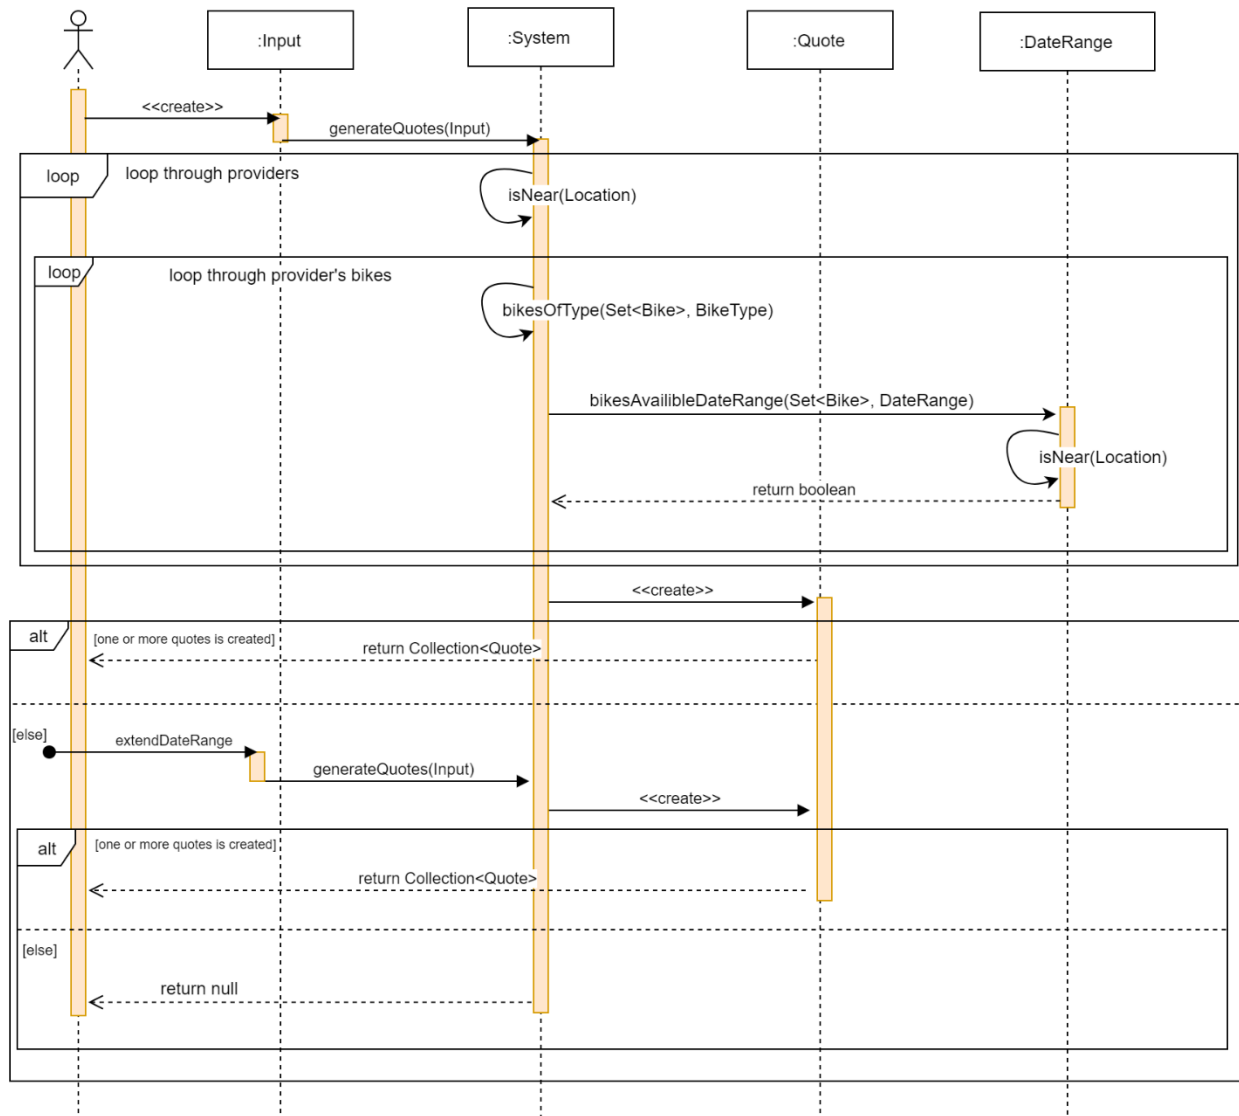 :Input
:System
:Quote
:DateRange
<<create>>
generateQuotes(Input)
loop
loop through providers
isNear(Location)
loop
loop through provider's bikes
bikesOfType(Set<Bike>, BikeType)
bikesAvailibleDateRange(Set<Bike>, DateRange)
isNear(Location)
return boolean
<<create>>
alt
[one or more quotes is created]
return Collection<Quote>
[else]
extendDateRange
generateQuotes(Input)
<<create>>
alt
[one or more quotes is created]
return Collection<Quote>
[else]
return null